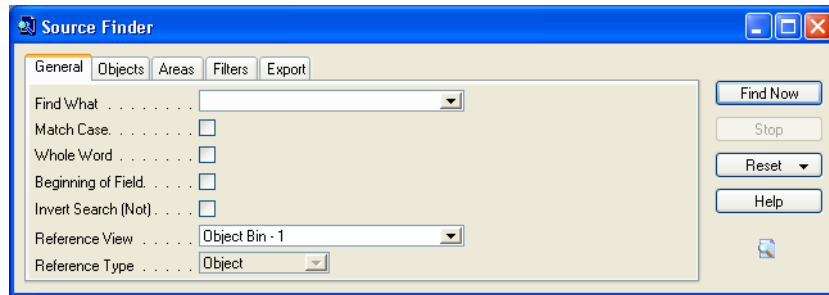 Source Finder
General Objects Areas Filters Export
Find What . . . . . . . .
Match Case. . . . . . . .
Whole Word . . . . . . .
Beginning of Field. . . . .
Invert Search (Not) . . . .
Reference View . . . . . Object Bin - 1
Reference Type . . . . . Object
Find Now
Stop
Reset
Help